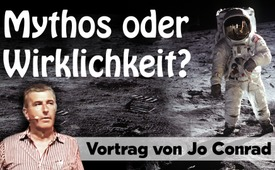 Mythos oder
Wirklichkeit?
Vortrag von Jo Conrad